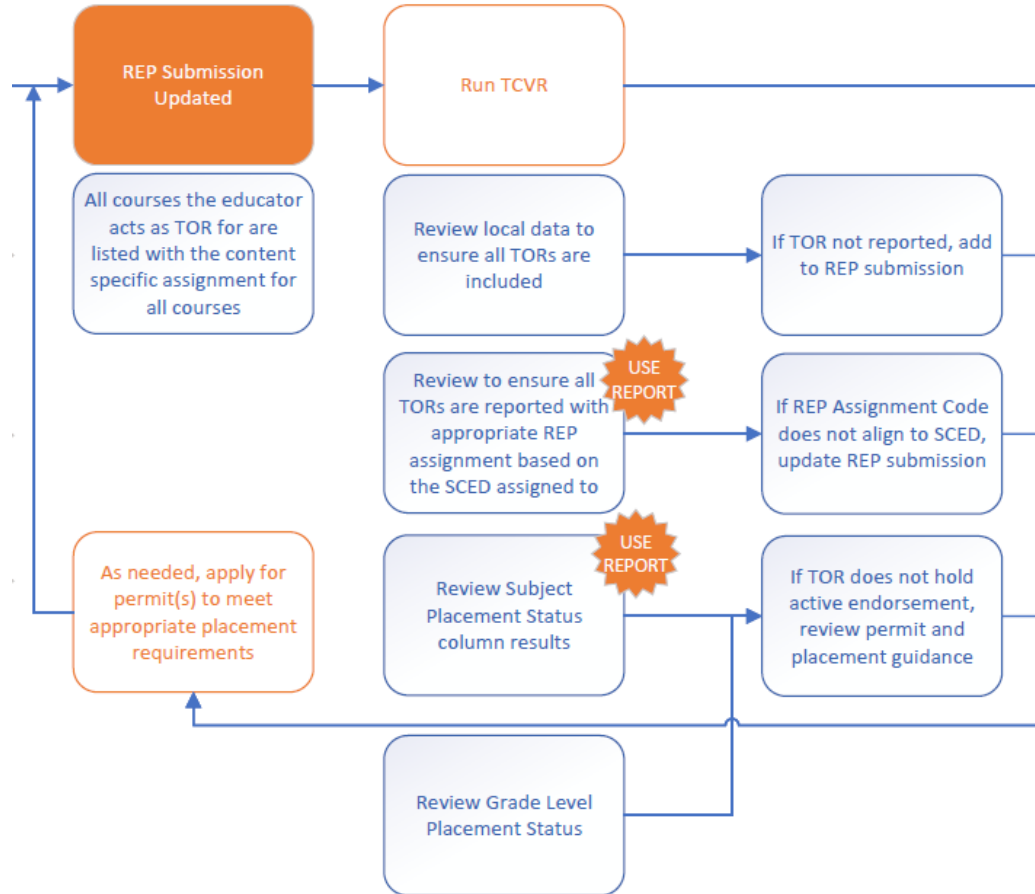 REP Submission
Updated
Run TCVR
All courses the educator
acts as TOR for are
listed with the content
specific assignment for
all courses
Review local data to
ensure all TORs are
included
If TOR not reported, add
to REP submission
USE
REPORT
Review to ensure all
TORs are reported with
appropriate REP
assignment based on
the SCED assigned to
If REP Assignment Code
does not align to SCED,
update REP submission
As needed, apply for
permit(s) to meet
appropriate placement
requirements
USE
REPORT
Review Subject
Placement Status
column results
If TOR does not hold
active endorsement,
review permit and
placement guidance
Review Grade Level
Placement Status